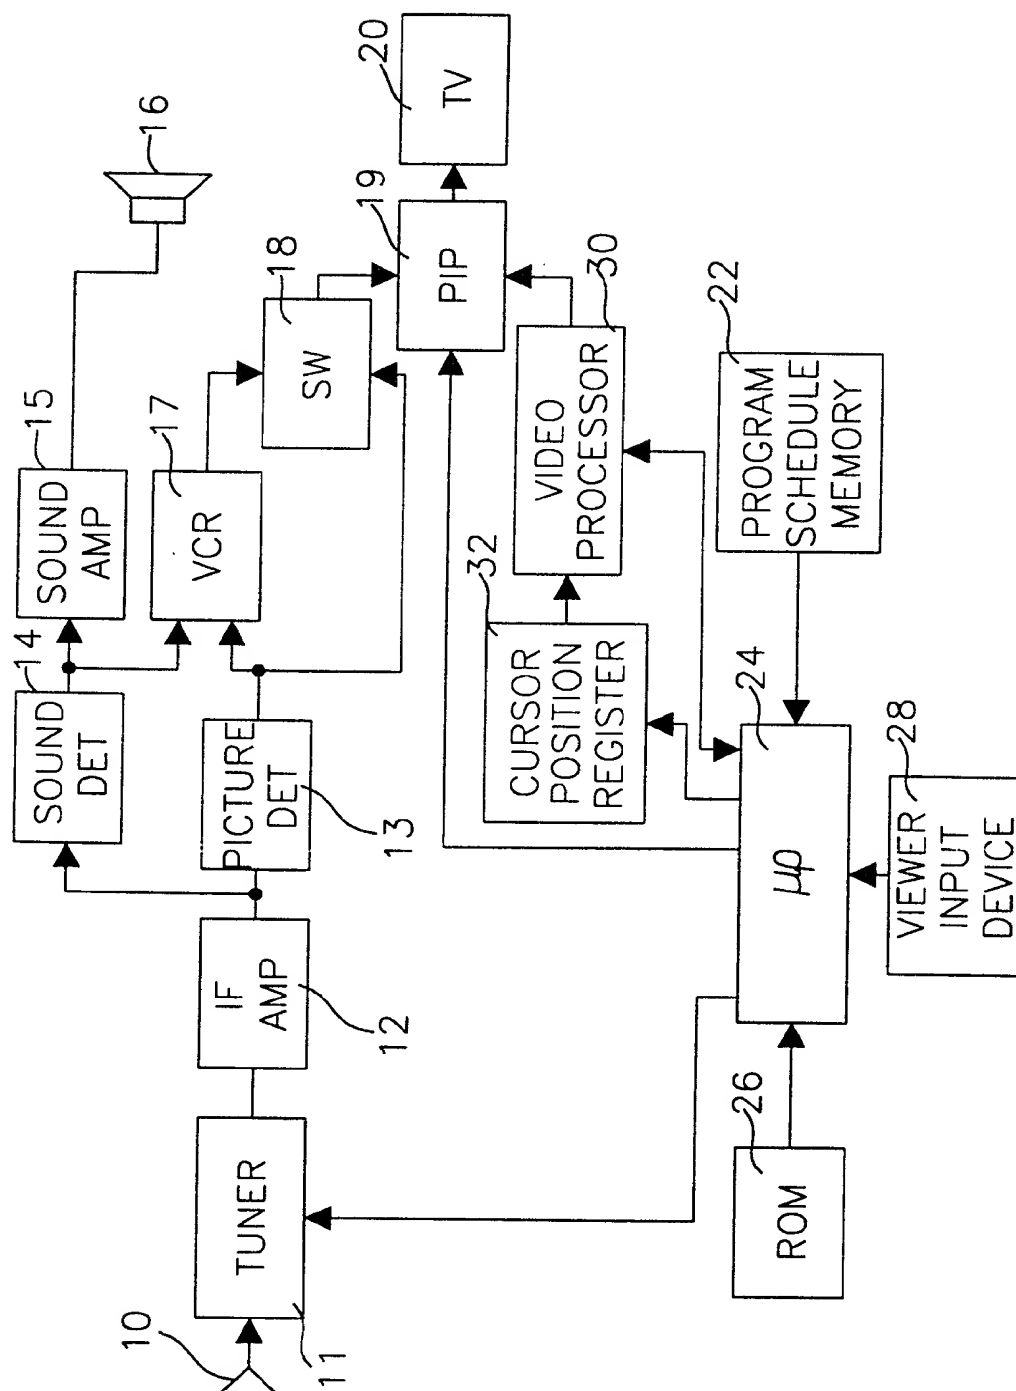 10
TUNER
11
IF
AMP
12
PICTURE
DET
13
SOUND
DET
14
SOUND
AMP
15
16
VCR
17
SW
18
PIP
19
TV
20
VIDEO
PROCESSOR
30
CURSOR
POSITION
REGISTER
32
PROGRAM
SCHEDULE
MEMORY
22
μp
24
ROM
26
VIEWER
INPUT
DEVICE
28